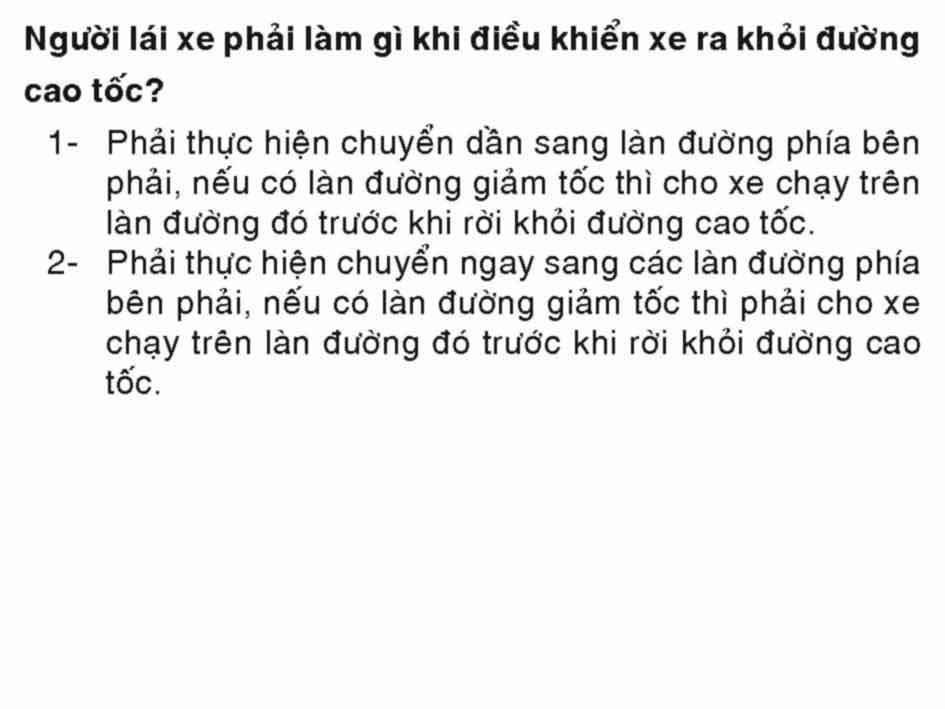 Người lái xe phải làm gì khi điều khiển xe ra khỏi đường
cao tốc?
1- Phải thực hiện chuyển dần sang làn đường phía bên
phải, nếu có làn đường giảm tốc thì cho xe chạy trên
làn đường đó trước khi rời khỏi đường cao tốc.
2- Phải thực hiện chuyển ngay sang các làn đường phía
bên phải, nếu có làn đường giảm tốc thì phải cho xe
chạy trên làn đường đó trước khi rời khỏi đường cao
tốc.